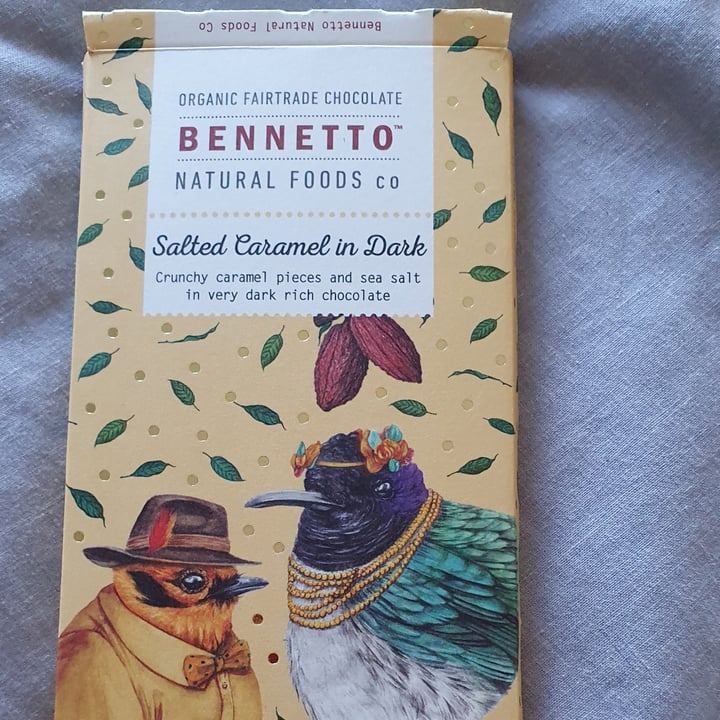 Bennetto Natural Foods Co
ORGANIC FAIRTRADE CHOCOLATE
BENNETTO™
NATURAL FOODS co
Salted Caramel in Dark
Crunchy caramel pieces and sea salt
in very dark rich chocolate